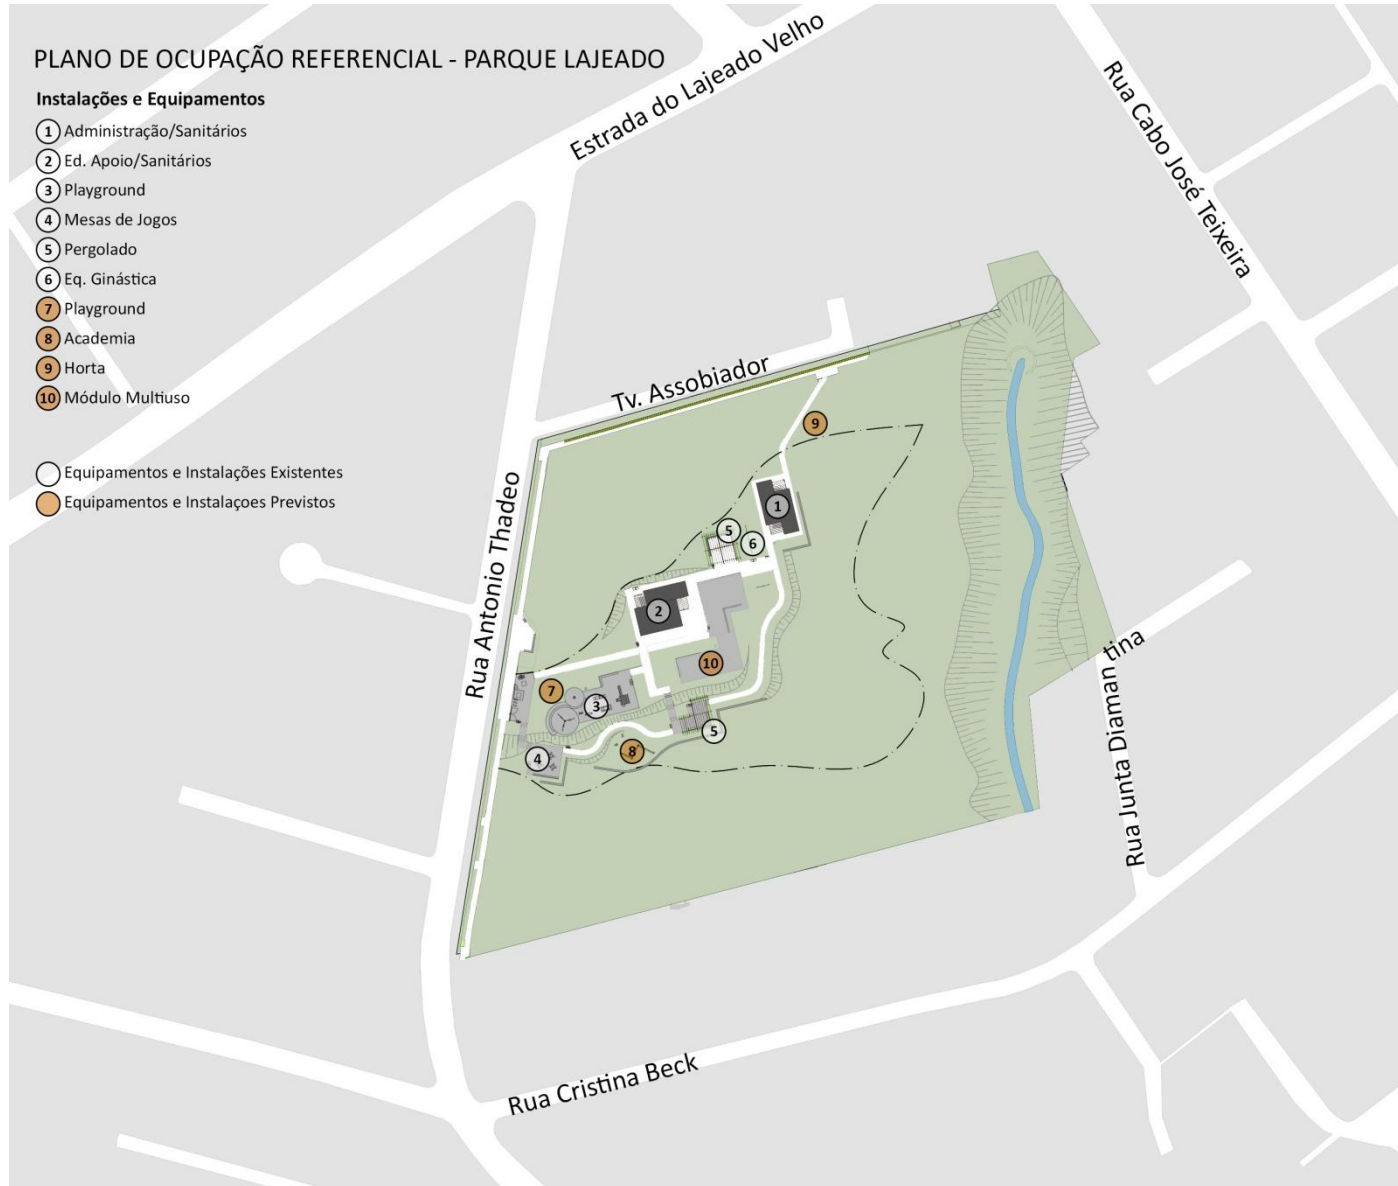 PLANO DE OCUPAÇÃO REFERENCIAL - PARQUE LAJEADO
Instalações e Equipamentos
1 Administração/Sanitários
2 Ed. Apoio/Sanitários
3 Playground
4 Mesas de Jogos
5 Pergolado
6 Eq. Ginástica
7 Playground
8 Academia
9 Horta
10 Módulo Multiuso
Equipamentos e Instalações Existentes
Equipamentos e Instalaçoes Previstos
Estrada do Lajeado Velho
Rua Cabo José Teixeira
Tv. Assobiador
Rua Antonio Thadeo
9
1
5
6
2
10
7
3
5
8
4
Rua Junta Diamantina
Rua Cristina Beck